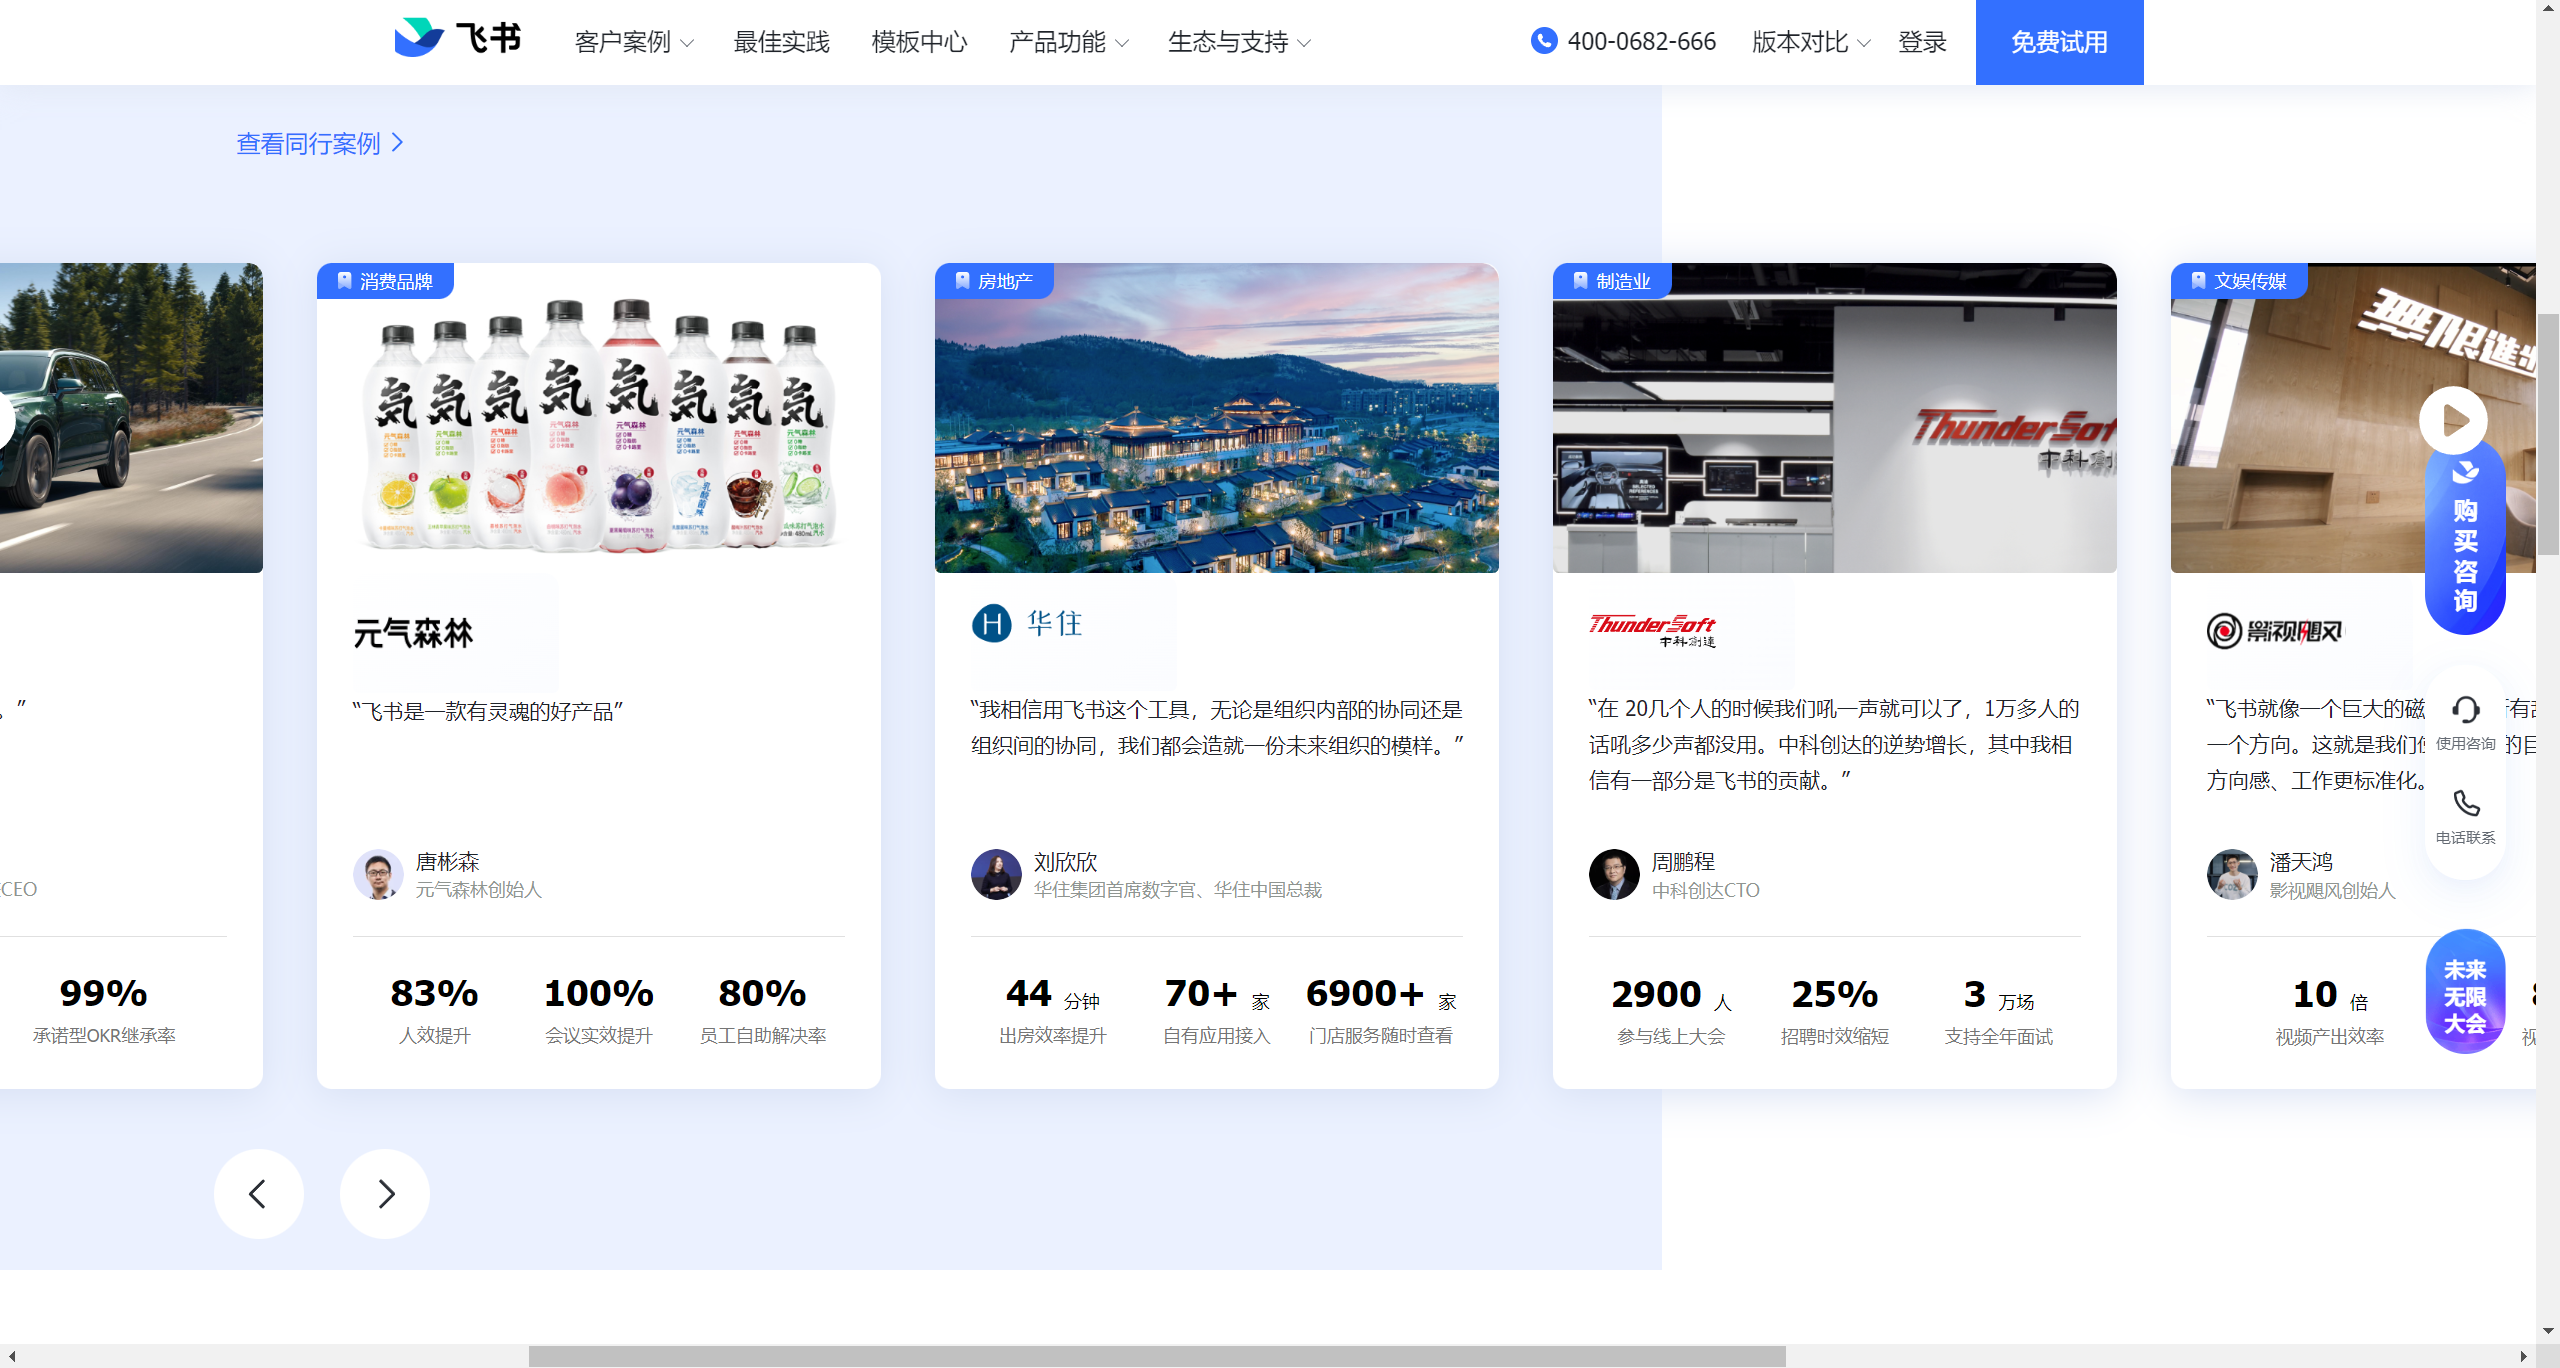 飞书
客户案例
最佳实践
模板中心
产品功能
生态与支持
400-0682-666
版本对比
登录
免费试用
查看同行案例
。”
CEO
99%
承诺型OKR继承率
消费品牌
元气森林
“飞书是一款有灵魂的好产品”
唐彬森
元气森林创始人
83%
人效提升
100%
会议实效提升
80%
员工自助解决率
房地产
华住
“我相信用飞书这个工具，无论是组织内部的协同还是
组织间的协同，我们都会造就一份未来组织的模样。”
刘欣欣
华住集团首席数字官、华住中国总裁
44 分钟
出房效率提升
70+ 家
自有应用接入
6900+ 家
门店服务随时查看
制造业
ThunderSoft
中科创
ThunderSoft
中科创达
“在 20几个人的时候我们吼一声就可以了，1万多人的
话吼多少声都没用。中科创达的逆势增长，其中我相
信有一部分是飞书的贡献。”
周鹏程
中科创达CTO
2900 人
参与线上大会
25%
招聘时效缩短
3 万场
支持全年面试
文娱传媒
無限進
影视飓风
“飞书就像一个巨大的磁
一个方向。这就是我们
方向感、工作更标准化。
潘天鸿
影视飓风创始人
10 倍
视频产出效率
购买咨询
使用咨询
电话联系
未来
无限
大会